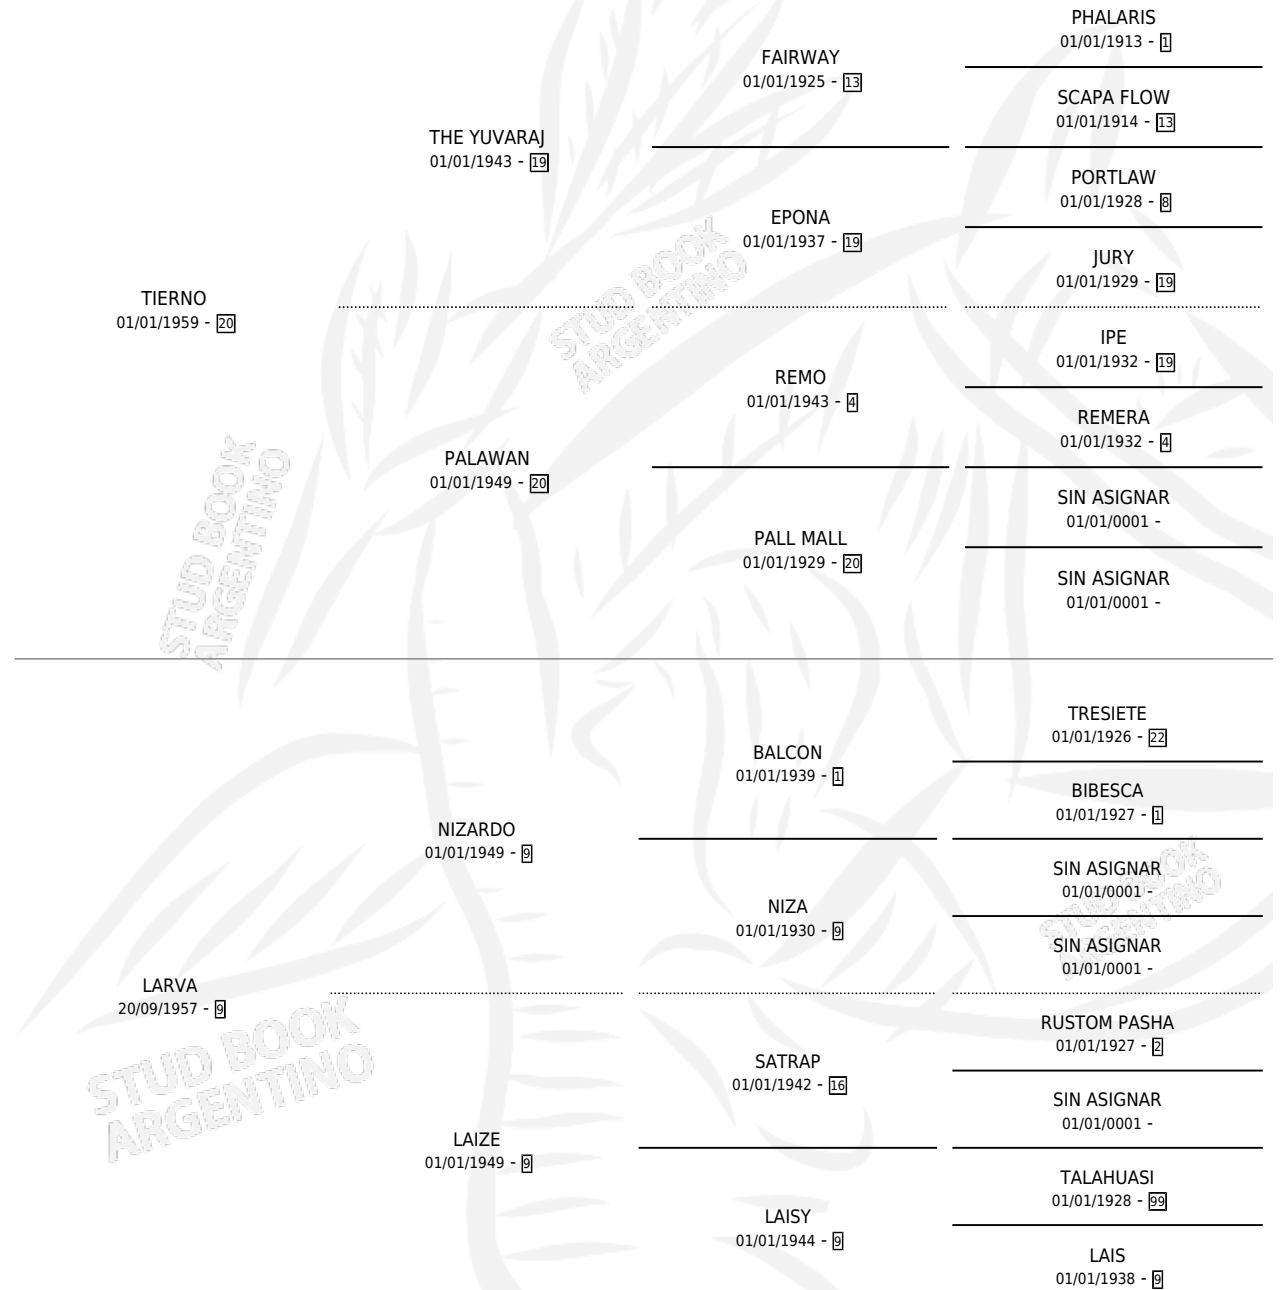 TIERNO
01/01/1959 - 20
THE YUVARAJ
01/01/1943 - 19
FAIRWAY
01/01/1925 - 13
PHALARIS
01/01/1913 - 1
SCAPA FLOW
01/01/1914 - 13
EPONA
01/01/1937 - 19
PORTLAW
01/01/1928 - 8
JURY
01/01/1929 - 19
PALAWAN
01/01/1949 - 20
REMO
01/01/1943 - 4
IPE
01/01/1932 - 19
REMERA
01/01/1932 - 4
PALL MALL
01/01/1929 - 20
SIN ASIGNAR
01/01/0001 -
SIN ASIGNAR
01/01/0001 -
LARVA
20/09/1957 - 9
NIZARDO
01/01/1949 - 9
BALCON
01/01/1939 - 1
TRESIETE
01/01/1926 - 22
BIBESCA
01/01/1927 - 1
NIZA
01/01/1930 - 9
SIN ASIGNAR
01/01/0001 -
SIN ASIGNAR
01/01/0001 -
LAIZE
01/01/1949 - 9
SATRAP
01/01/1942 - 16
RUSTOM PASHA
01/01/1927 - 2
SIN ASIGNAR
01/01/0001 -
LAISY
01/01/1944 - 9
TALAHUASI
01/01/1928 - 99
LAIS
01/01/1938 - 9
STUD BOOK
ARGENTINO
STUD BOOK
ARGENTINO
STUD BOOK
ARGENTINO
STUD BOOK
ARGENTINO